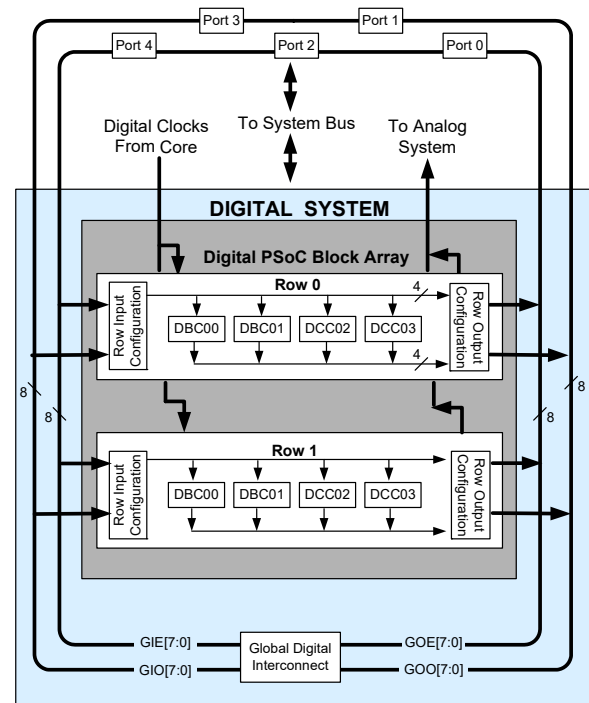 Port 3
Port 1
Port 4
Port 2
Port 0
Digital Clocks
From Core
To System Bus
To Analog
System
DIGITAL SYSTEM
Digital PSoC Block Array
Row 0
Row Input
Configuration
4
DBC00
DBC01
DCC02
DCC03
4
Row Output
Configuration
8
8
8
8
Row 1
Row Input
Configuration
DBC00
DBC01
DCC02
DCC03
Row Output
Configuration
GIE[7:0]
GIO[7:0]
Global Digital
Interconnect
GOE[7:0]
GOO[7:0]